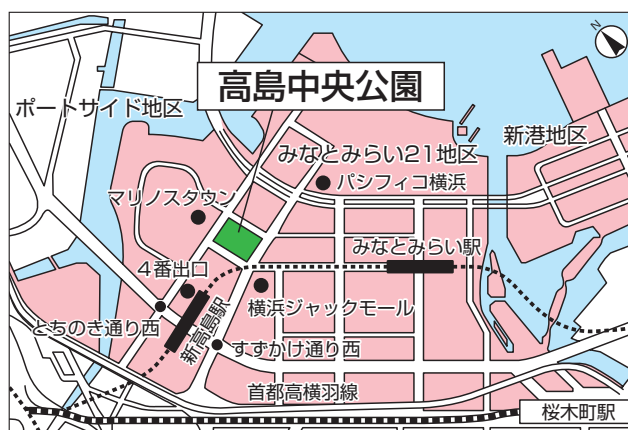 N
高島中央公園
ポートサイド地区
新港地区
みなとみらい21地区
パシフィコ横浜
マリノスタウン
みなとみらい駅
4番出口
横浜ジャックモール
とちのき通り西
新高島駅
すずかけ通り西
首都高横羽線
桜木町駅